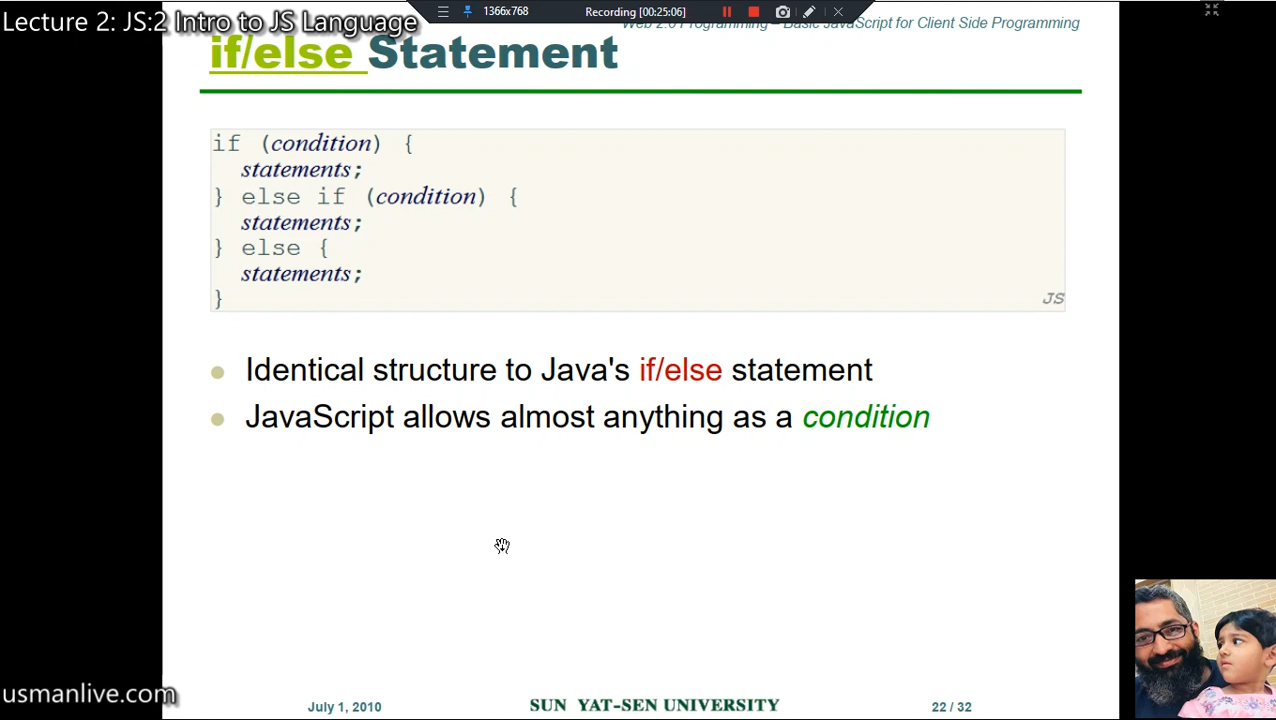 Lecture 2: JS:2 Intro to JS Language
1366x768
Recording [00:25:06]
Web 2.0 Programming – Basic JavaScript for Client Side Programming
if/else Statement
if (condition) {
statements;
} else if (condition) {
statements;
} else {
statements;
}
JS
Identical structure to Java's if/else statement
JavaScript allows almost anything as a condition
usmanlive.com
July 1, 2010
SUN YAT-SEN UNIVERSITY
22 / 32